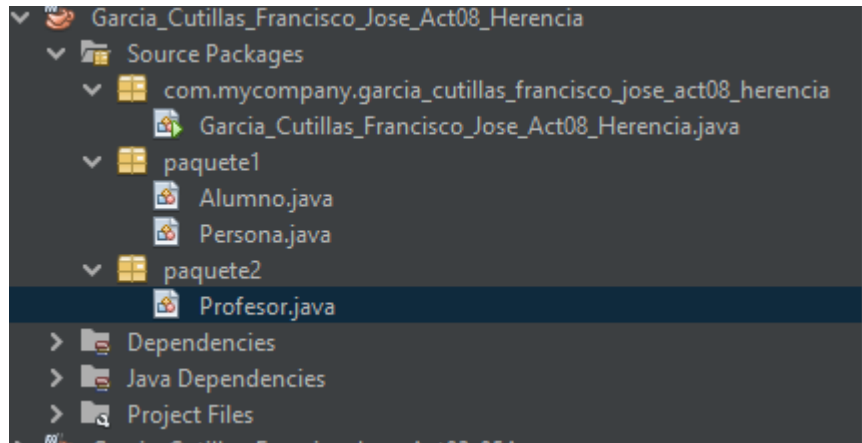 Garcia_Cutillas_Francisco_Jose_Act08_Herencia
Source Packages
com.mycompany.garcia_cutillas_francisco_jose_act08_herencia
Garcia_Cutillas_Francisco_Jose_Act08_Herencia.java
paquete1
Alumno.java
Persona.java
paquete2
Profesor.java
Dependencies
Java Dependencies
Project Files